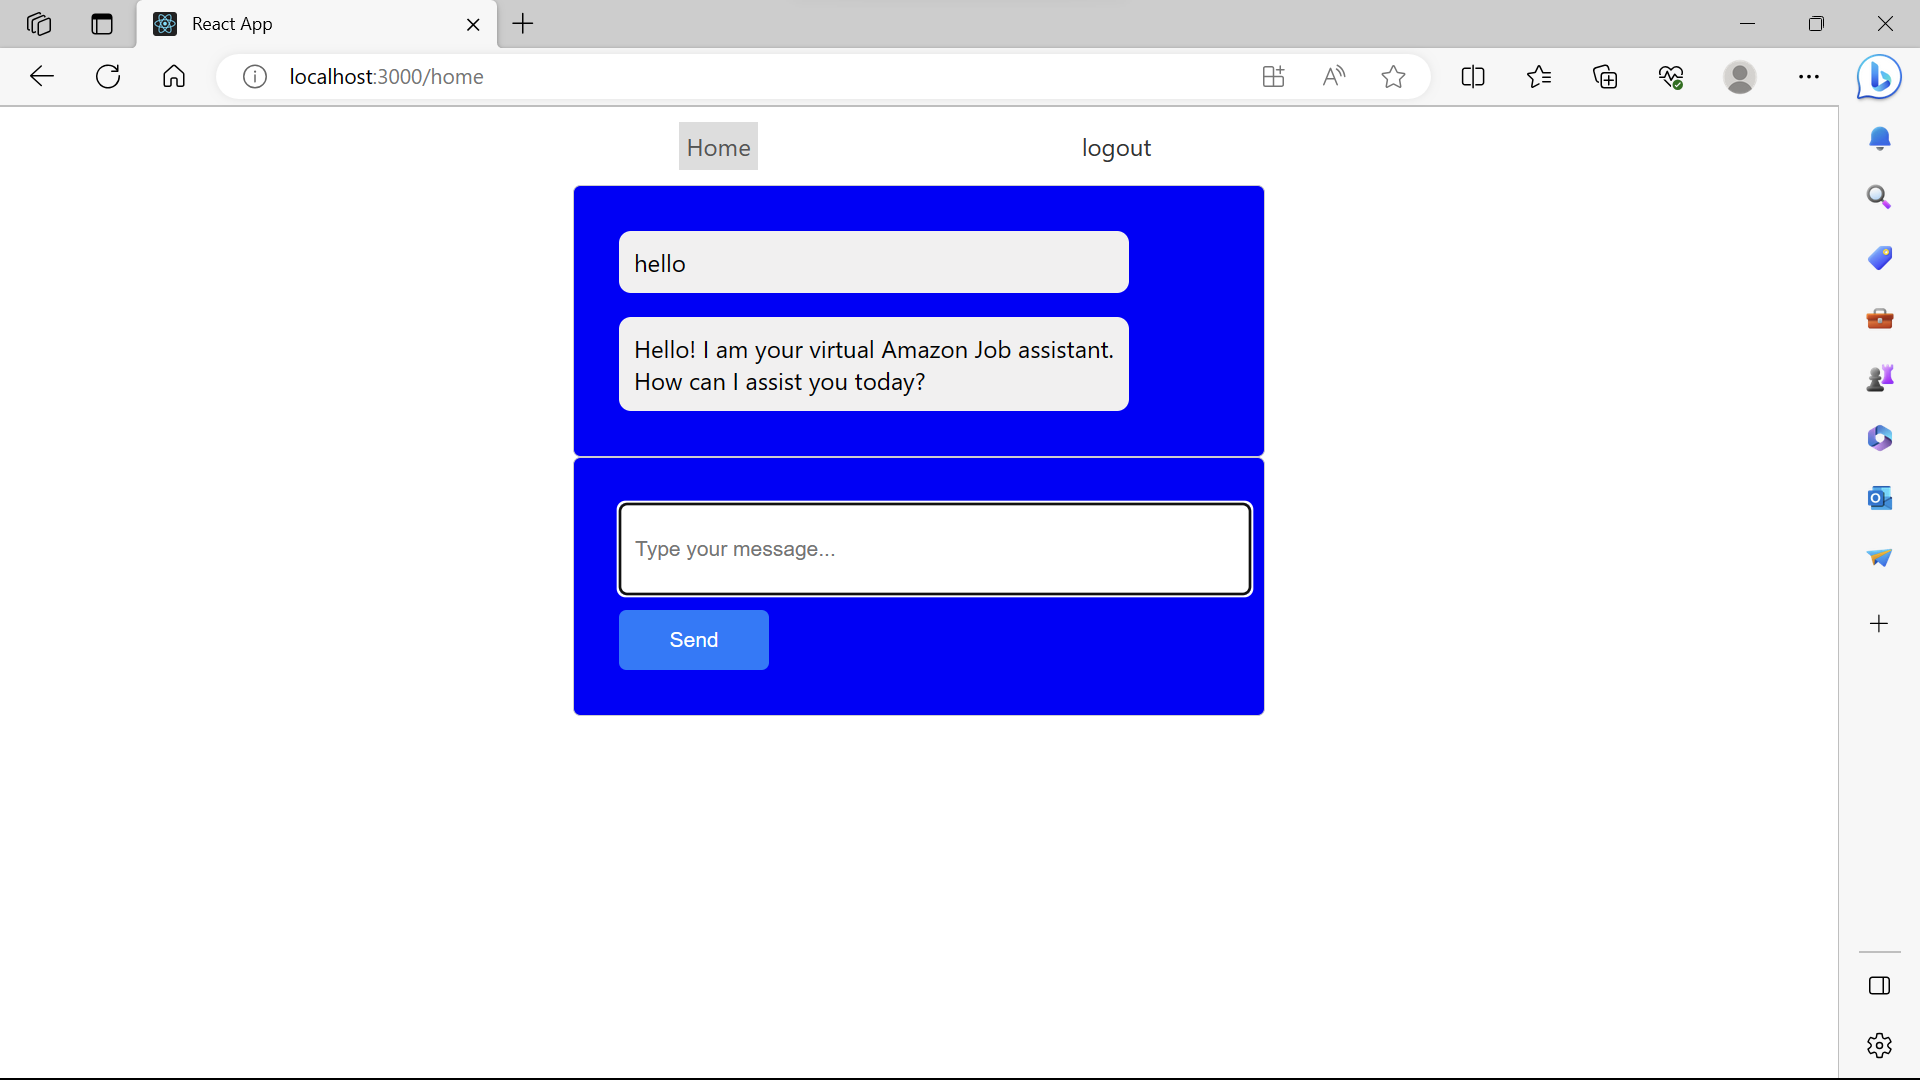 React App
localhost:3000/home
Home
logout
hello
Hello! I am your virtual Amazon Job assistant.
How can I assist you today?
Type your message...
Send